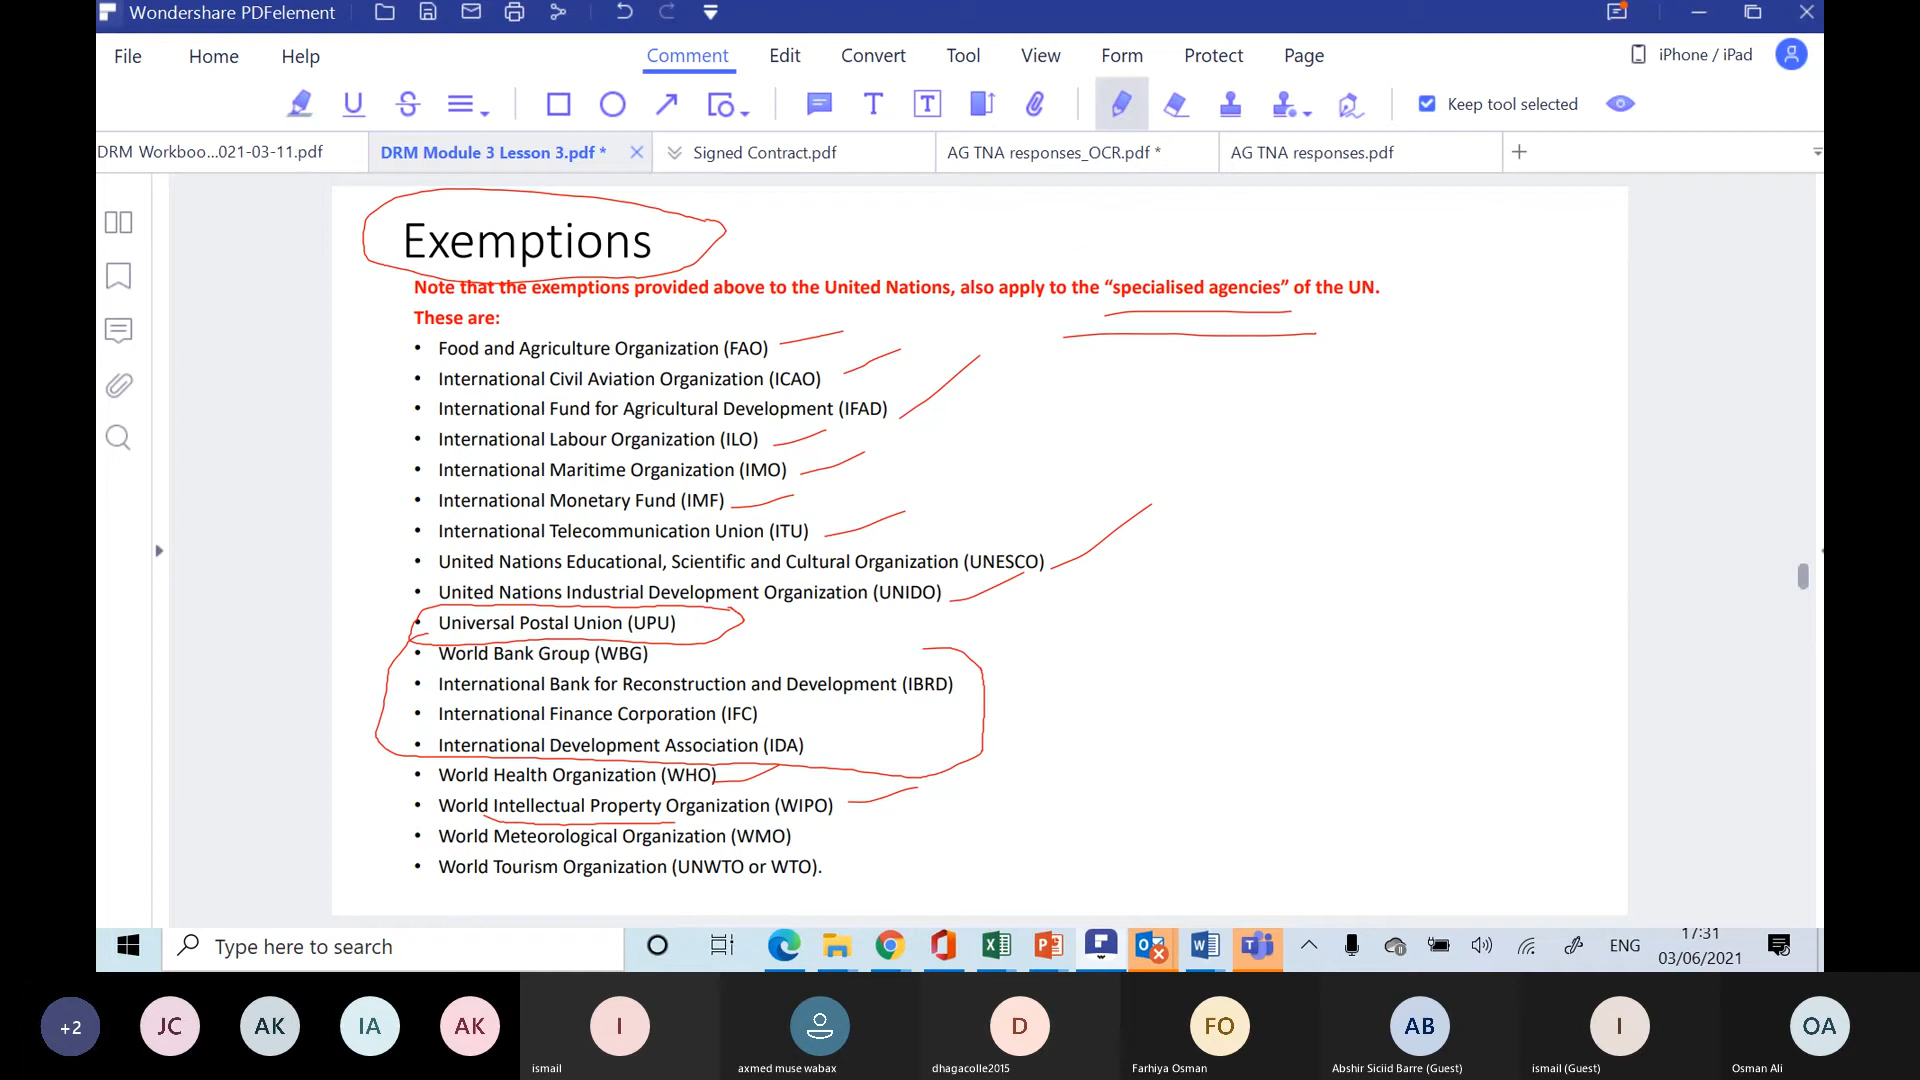 Wondershare PDFelement
File Home Help Comment Edit Convert Tool View Form Protect Page iPhone / iPad
Keep tool selected
DRM Workboo...021-03-11.pdf DRM Module 3 Lesson 3.pdf * Signed Contract.pdf AG TNA responses_OCR.pdf * AG TNA responses.pdf
Exemptions
Note that the exemptions provided above to the United Nations, also apply to the “specialised agencies” of the UN.
These are:
• Food and Agriculture Organization (FAO)
• International Civil Aviation Organization (ICAO)
• International Fund for Agricultural Development (IFAD)
• International Labour Organization (ILO)
• International Maritime Organization (IMO)
• International Monetary Fund (IMF)
• International Telecommunication Union (ITU)
• United Nations Educational, Scientific and Cultural Organization (UNESCO)
• United Nations Industrial Development Organization (UNIDO)
• Universal Postal Union (UPU)
• World Bank Group (WBG)
• International Bank for Reconstruction and Development (IBRD)
• International Finance Corporation (IFC)
• International Development Association (IDA)
• World Health Organization (WHO)
• World Intellectual Property Organization (WIPO)
• World Meteorological Organization (WMO)
• World Tourism Organization (UNWTO or WTO).
Type here to search ENG 17:31
03/06/2021
+2 JC AK IA AK I D FO AB I OA
ismail axmed muse wabax dhagacolle2015 Farhiya Osman Abshir Siciid Barre (Guest) ismail (Guest) Osman Ali